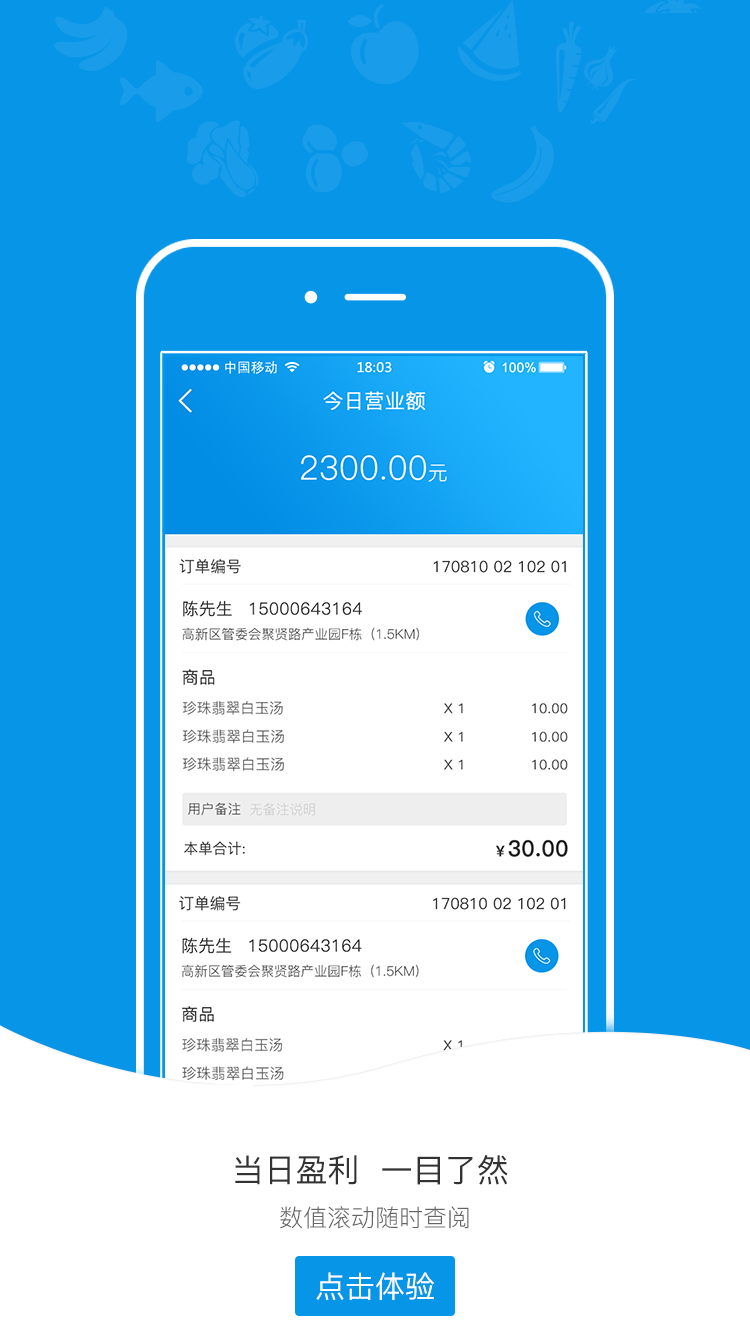 中国移动 18:03 100%
今日营业额
2300.00元
订单编号 170810 02 102 01
陈先生 15000643164
高新区管委会聚贤路产业园F栋（1.5KM）
商品
珍珠翡翠白玉汤 X 1 10.00
珍珠翡翠白玉汤 X 1 10.00
珍珠翡翠白玉汤 X 1 10.00
用户备注 无备注说明
本单合计: ¥30.00
订单编号 170810 02 102 01
陈先生 15000643164
高新区管委会聚贤路产业园F栋（1.5KM）
商品
珍珠翡翠白玉汤 X 1
珍珠翡翠白玉汤
当日盈利 一目了然
数值滚动随时查阅
点击体验